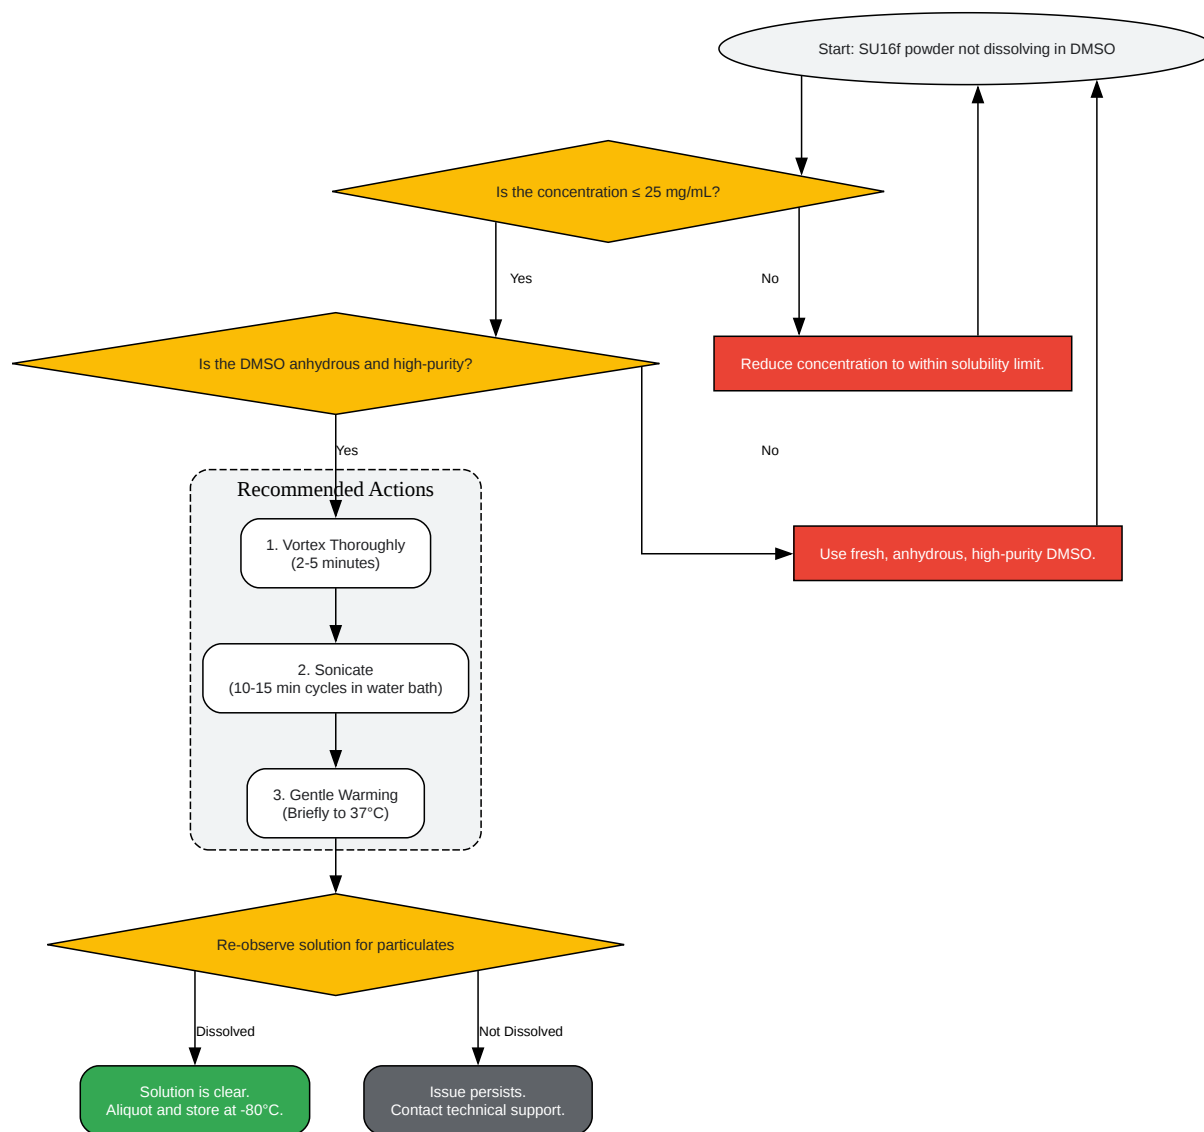 Start: SU16f powder not dissolving in DMSO
Is the concentration ≤ 25 mg/mL?
Yes
No
Is the DMSO anhydrous and high-purity?
Reduce concentration to within solubility limit.
Yes
No
Recommended Actions
1. Vortex Thoroughly
(2-5 minutes)
Use fresh, anhydrous, high-purity DMSO.
2. Sonicate
(10-15 min cycles in water bath)
3. Gentle Warming
(Briefly to 37°C)
Re-observe solution for particulates
Dissolved
Not Dissolved
Solution is clear.
Aliquot and store at -80°C.
Issue persists.
Contact technical support.